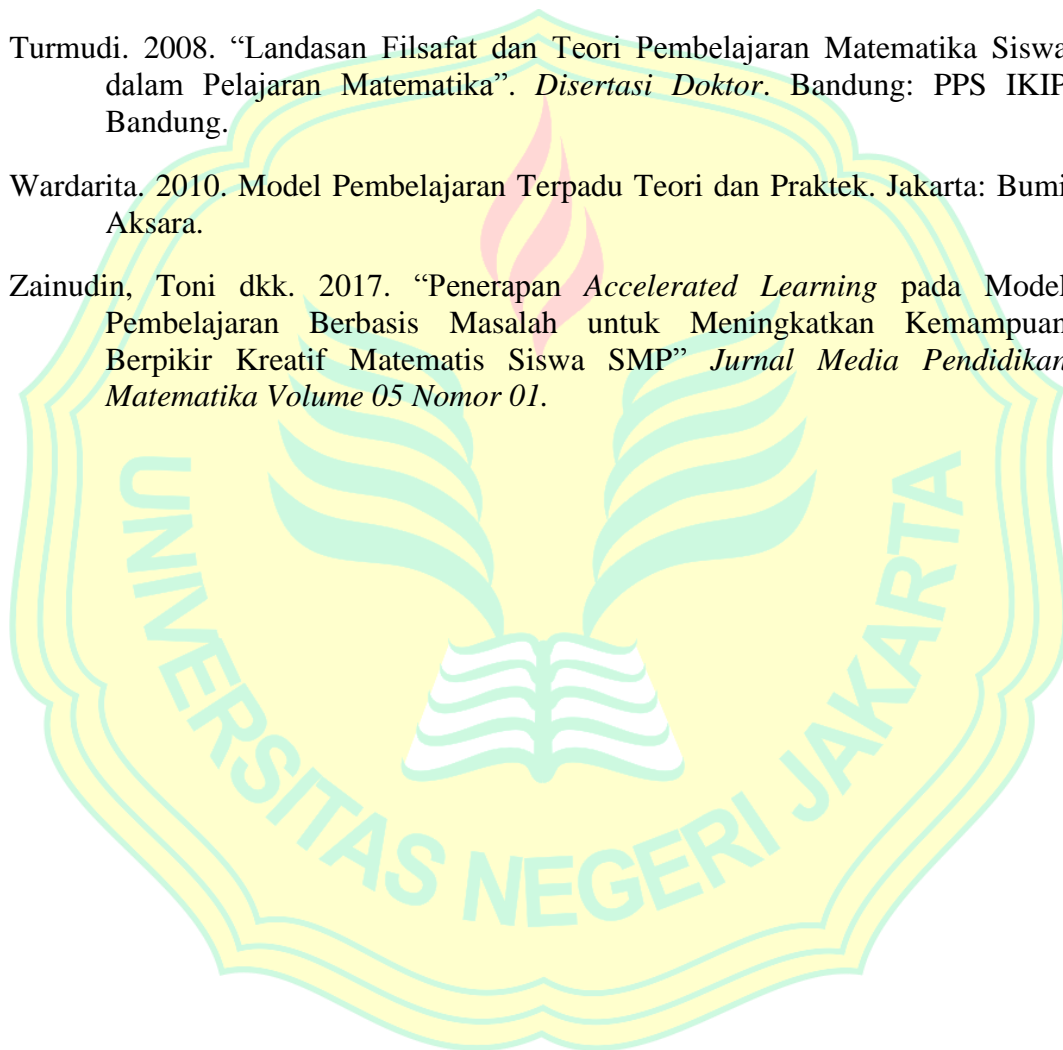 Turmudi. 2008. “Landasan Filsafat dan Teori Pembelajaran Matematika Siswa
dalam Pelajaran Matematika”. Disertasi Doktor. Bandung: PPS IKIP
Bandung.
Wardarita. 2010. Model Pembelajaran Terpadu Teori dan Praktek. Jakarta: Bumi
Aksara.
Zainudin, Toni dkk. 2017. “Penerapan Accelerated Learning pada Model
Pembelajaran Berbasis Masalah untuk Meningkatkan Kemampuan
Berpikir Kreatif Matematis Siswa SMP” Jurnal Media Pendidikan
Matematika Volume 05 Nomor 01.
UNIVERSITAS NEGERI JAKARTA